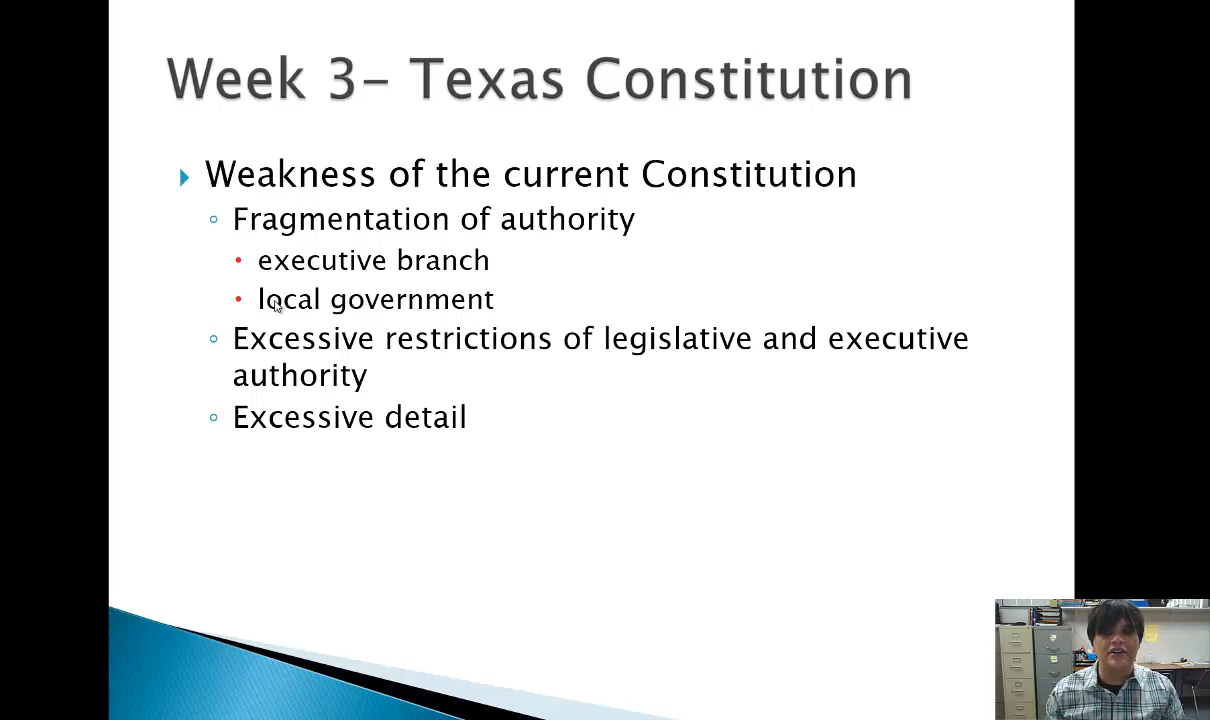 Week 3- Texas Constitution
Weakness of the current Constitution
Fragmentation of authority
executive branch
local government
Excessive restrictions of legislative and executive
authority
Excessive detail